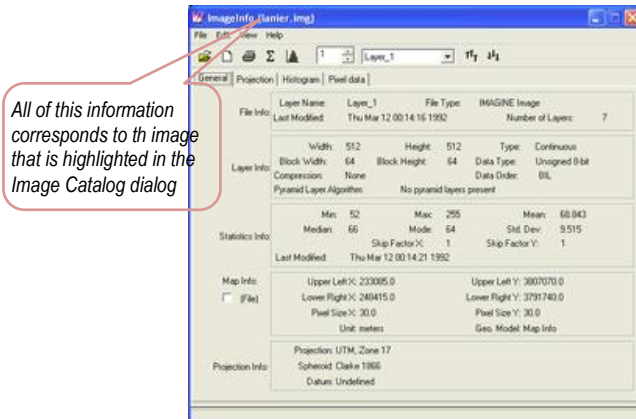 ImageInfo (lanier.img)
File Edit View Help
1 Layer_1
General Projection Histogram Pixel data
All of this information
corresponds to th image
that is highlighted in the
Image Catalog dialog
File Info: Layer Name: Layer_1 File Type: IMAGINE Image
Last Modified: Thu Mar 12 00:14:16 1992 Number of Layers: 7
Layer Info: Width: 512 Height: 512 Type: Continuous
Block Width: 64 Block Height: 64 Data Type: Unsigned 8-bit
Compression: None Data Order: BIL
Pyramid Layer Algorithm: No pyramid layers present
Statistics Info: Min: 52 Max: 255 Mean: 68.843
Median: 66 Mode: 64 Std. Dev: 9.515
Skip Factor X: 1 Skip Factor Y: 1
Last Modified: Thu Mar 12 00:14:21 1992
Map Info: Upper Left X: 233085.0 Upper Left Y: 3807070.0
(File) Lower Right X: 248415.0 Lower Right Y: 3791740.0
Pixel Size X: 30.0 Pixel Size Y: 30.0
Unit: meters Geo. Model: Map Info
Projection Info: Projection: UTM, Zone 17
Spheroid: Clarke 1866
Datum: Undefined